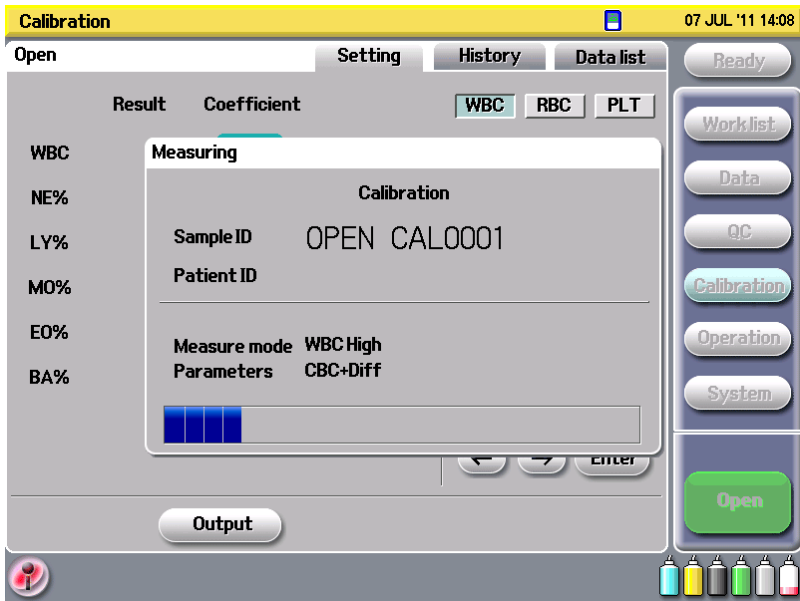 Calibration
07 JUL '11 14:08
Open
Setting
History
Data list
Ready
Result
Coefficient
WBC
RBC
PLT
Work list
WBC
Measuring
Data
NE%
Calibration
LY%
Sample ID
OPEN CAL0001
QC
MO%
Patient ID
Calibration
EO%
Measure mode
WBC High
Operation
BA%
Parameters
CBC+Diff
System
Enter
Open
Output